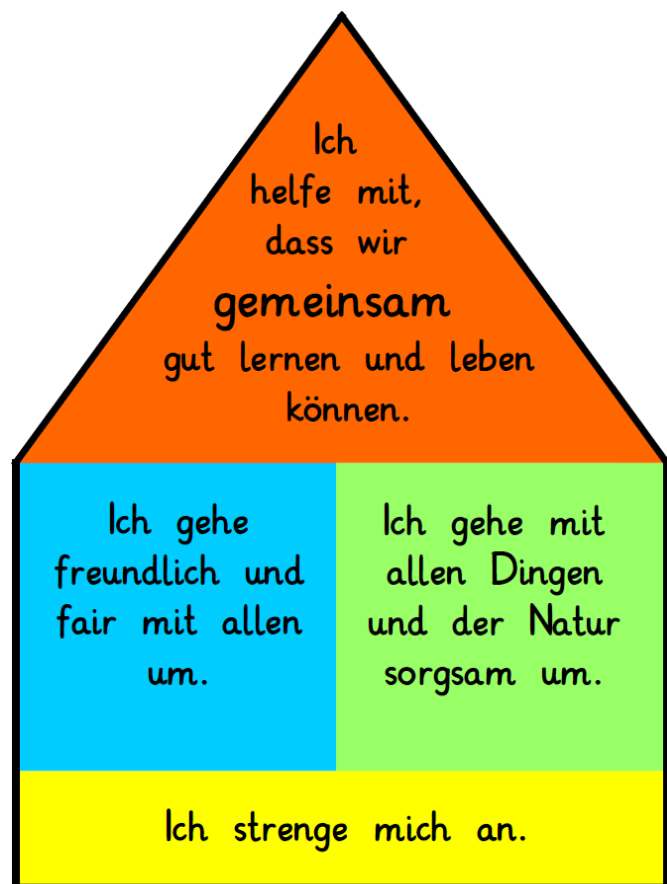 Ich
helfe mit,
dass wir
gemeinsam
gut lernen und leben
können.
Ich gehe
freundlich und
fair mit allen
um.
Ich gehe mit
allen Dingen
und der Natur
sorgsam um.
Ich strenge mich an.